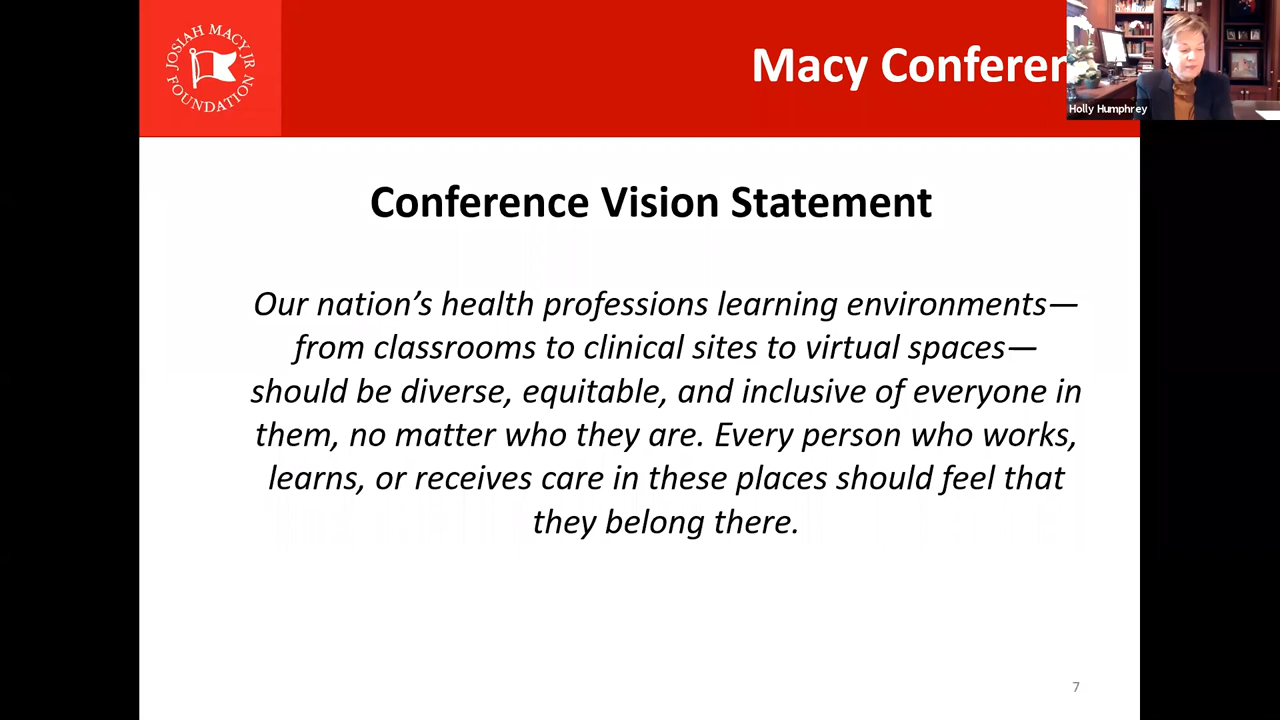 JOSIAH MACY JR
FOUNDATION
Macy Conferen
Holly Humphrey
Conference Vision Statement
Our nation’s health professions learning environments—
from classrooms to clinical sites to virtual spaces—
should be diverse, equitable, and inclusive of everyone in
them, no matter who they are. Every person who works,
learns, or receives care in these places should feel that
they belong there.
7